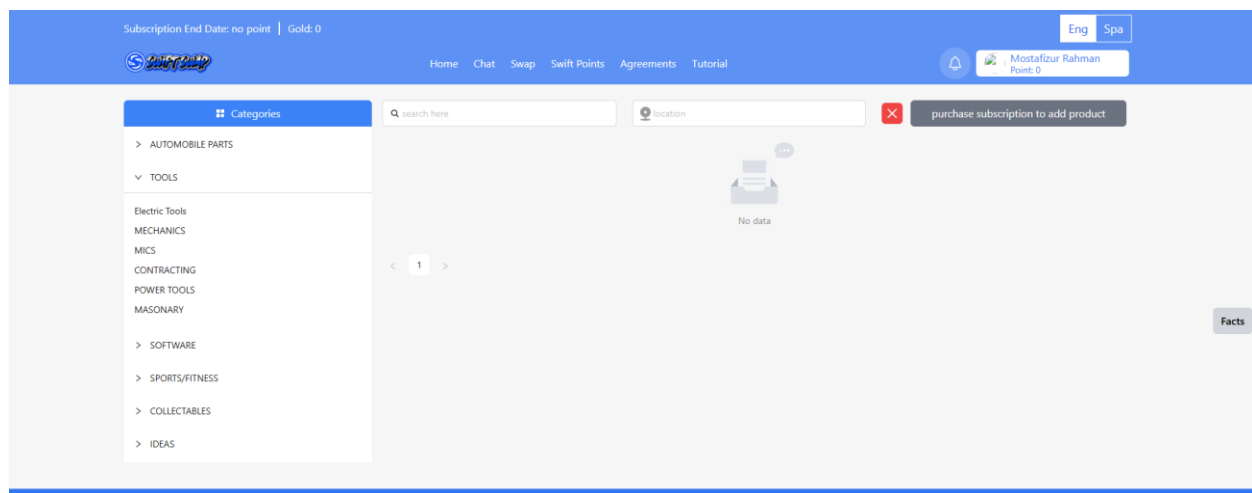 Subscription End Date: no point | Gold: 0
Eng Spa
S SWIFTSWAP
Home Chat Swap Swift Points Agreements Tutorial
Mostafizur Rahman
Point: 0
Categories
search here
location
purchase subscription to add product
> AUTOMOBILE PARTS
TOOLS
Electric Tools
MECHANICS
MICS
CONTRACTING
POWER TOOLS
MASONARY
> SOFTWARE
> SPORTS/FITNESS
> COLLECTABLES
> IDEAS
No data
< 1 >
Facts